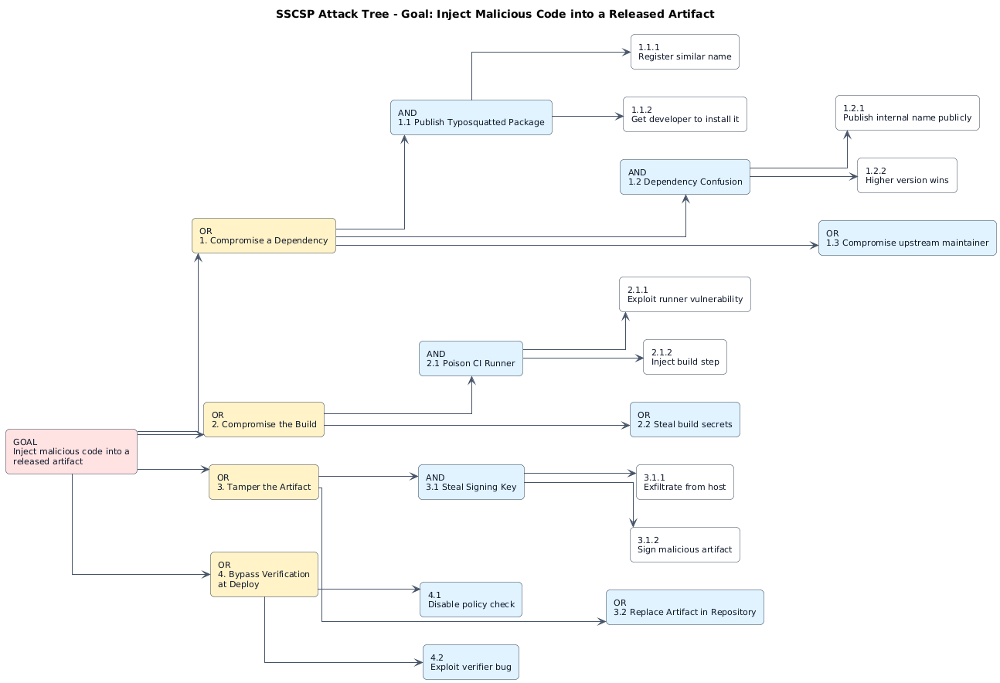 SSCSP Attack Tree - Goal: Inject Malicious Code into a Released Artifact
1.1.1
Register similar name
AND
1.1 Publish Typosquatted Package
1.1.2
Get developer to install it
1.2.1
Publish internal name publicly
AND
1.2 Dependency Confusion
1.2.2
Higher version wins
OR
1. Compromise a Dependency
OR
1.3 Compromise upstream maintainer
2.1.1
Exploit runner vulnerability
AND
2.1 Poison CI Runner
2.1.2
Inject build step
OR
2. Compromise the Build
OR
2.2 Steal build secrets
GOAL
Inject malicious code into a
released artifact
OR
3. Tamper the Artifact
AND
3.1 Steal Signing Key
3.1.1
Exfiltrate from host
3.1.2
Sign malicious artifact
OR
4. Bypass Verification
at Deploy
4.1
Disable policy check
OR
3.2 Replace Artifact in Repository
4.2
Exploit verifier bug